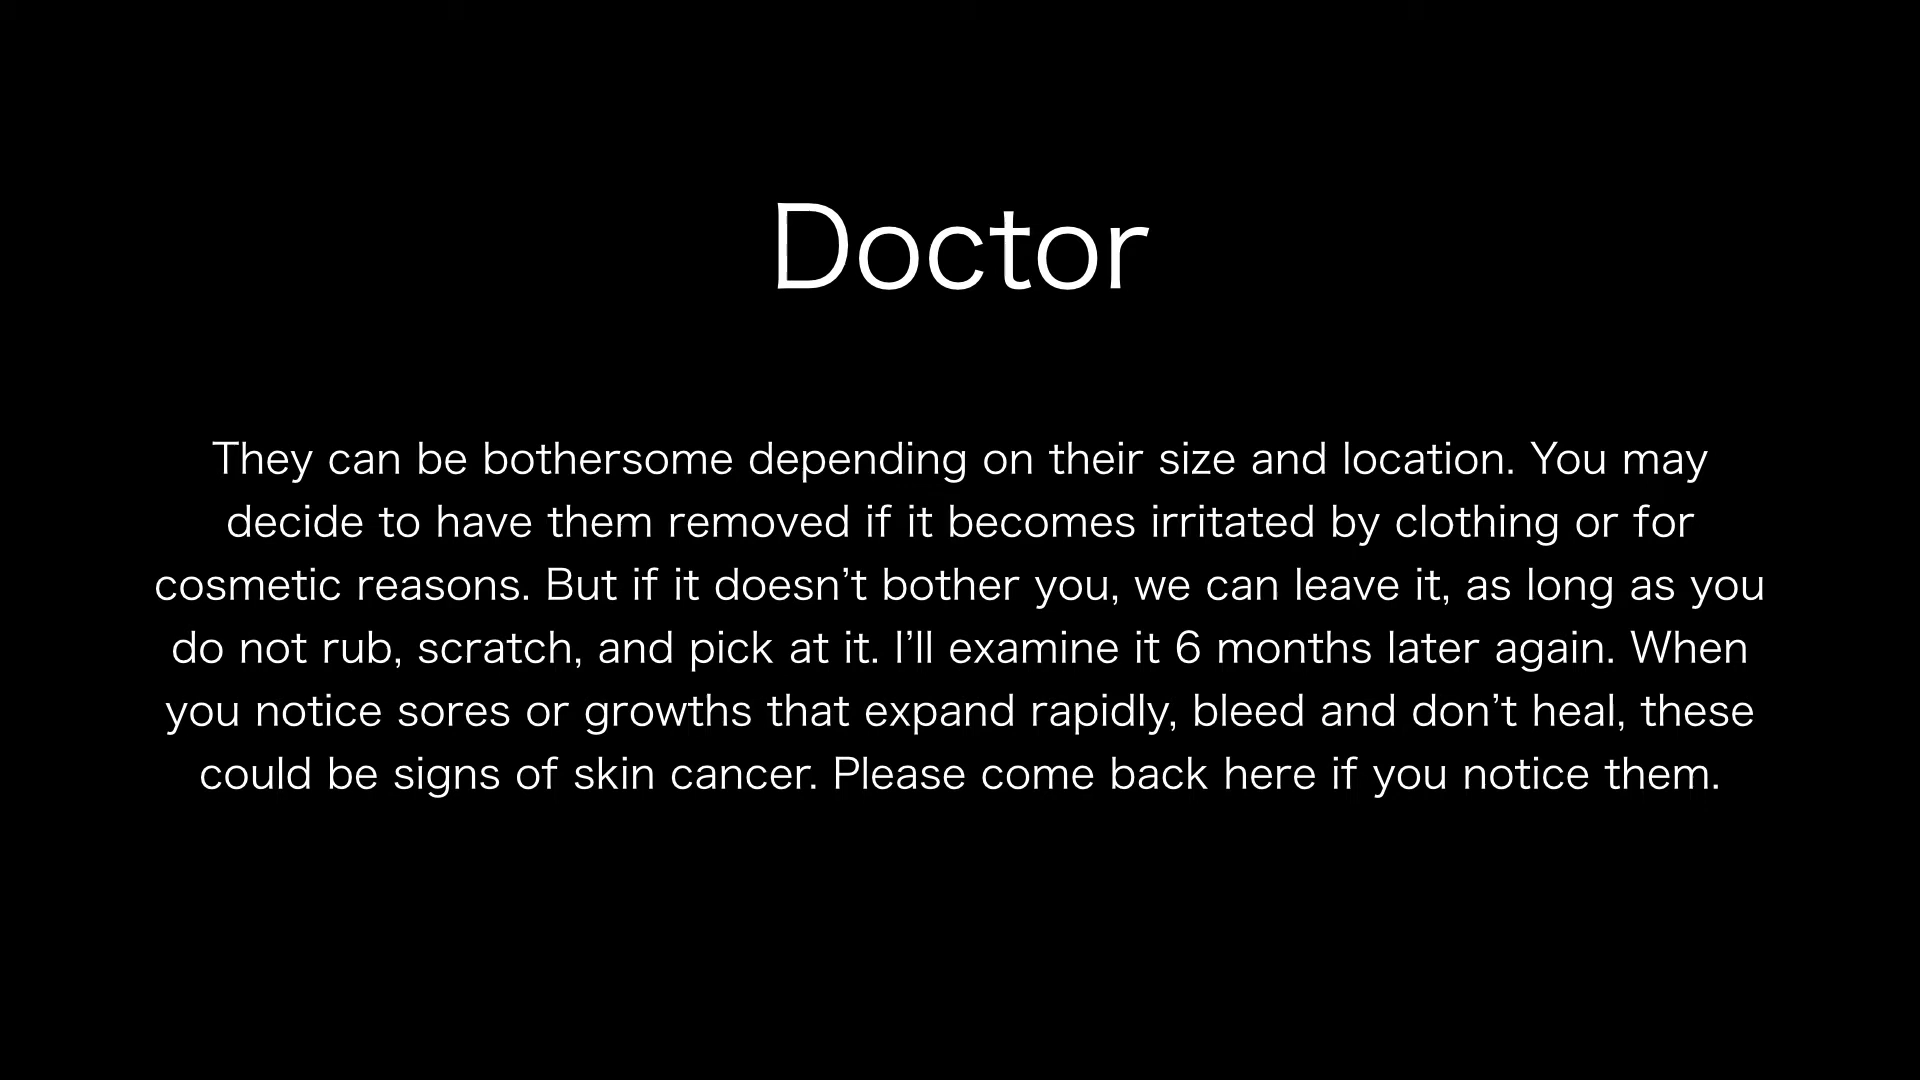 Doctor
They can be bothersome depending on their size and location. You may
decide to have them removed if it becomes irritated by clothing or for
cosmetic reasons. But if it doesn’t bother you, we can leave it, as long as you
do not rub, scratch, and pick at it. I’ll examine it 6 months later again. When
you notice sores or growths that expand rapidly, bleed and don’t heal, these
could be signs of skin cancer. Please come back here if you notice them.